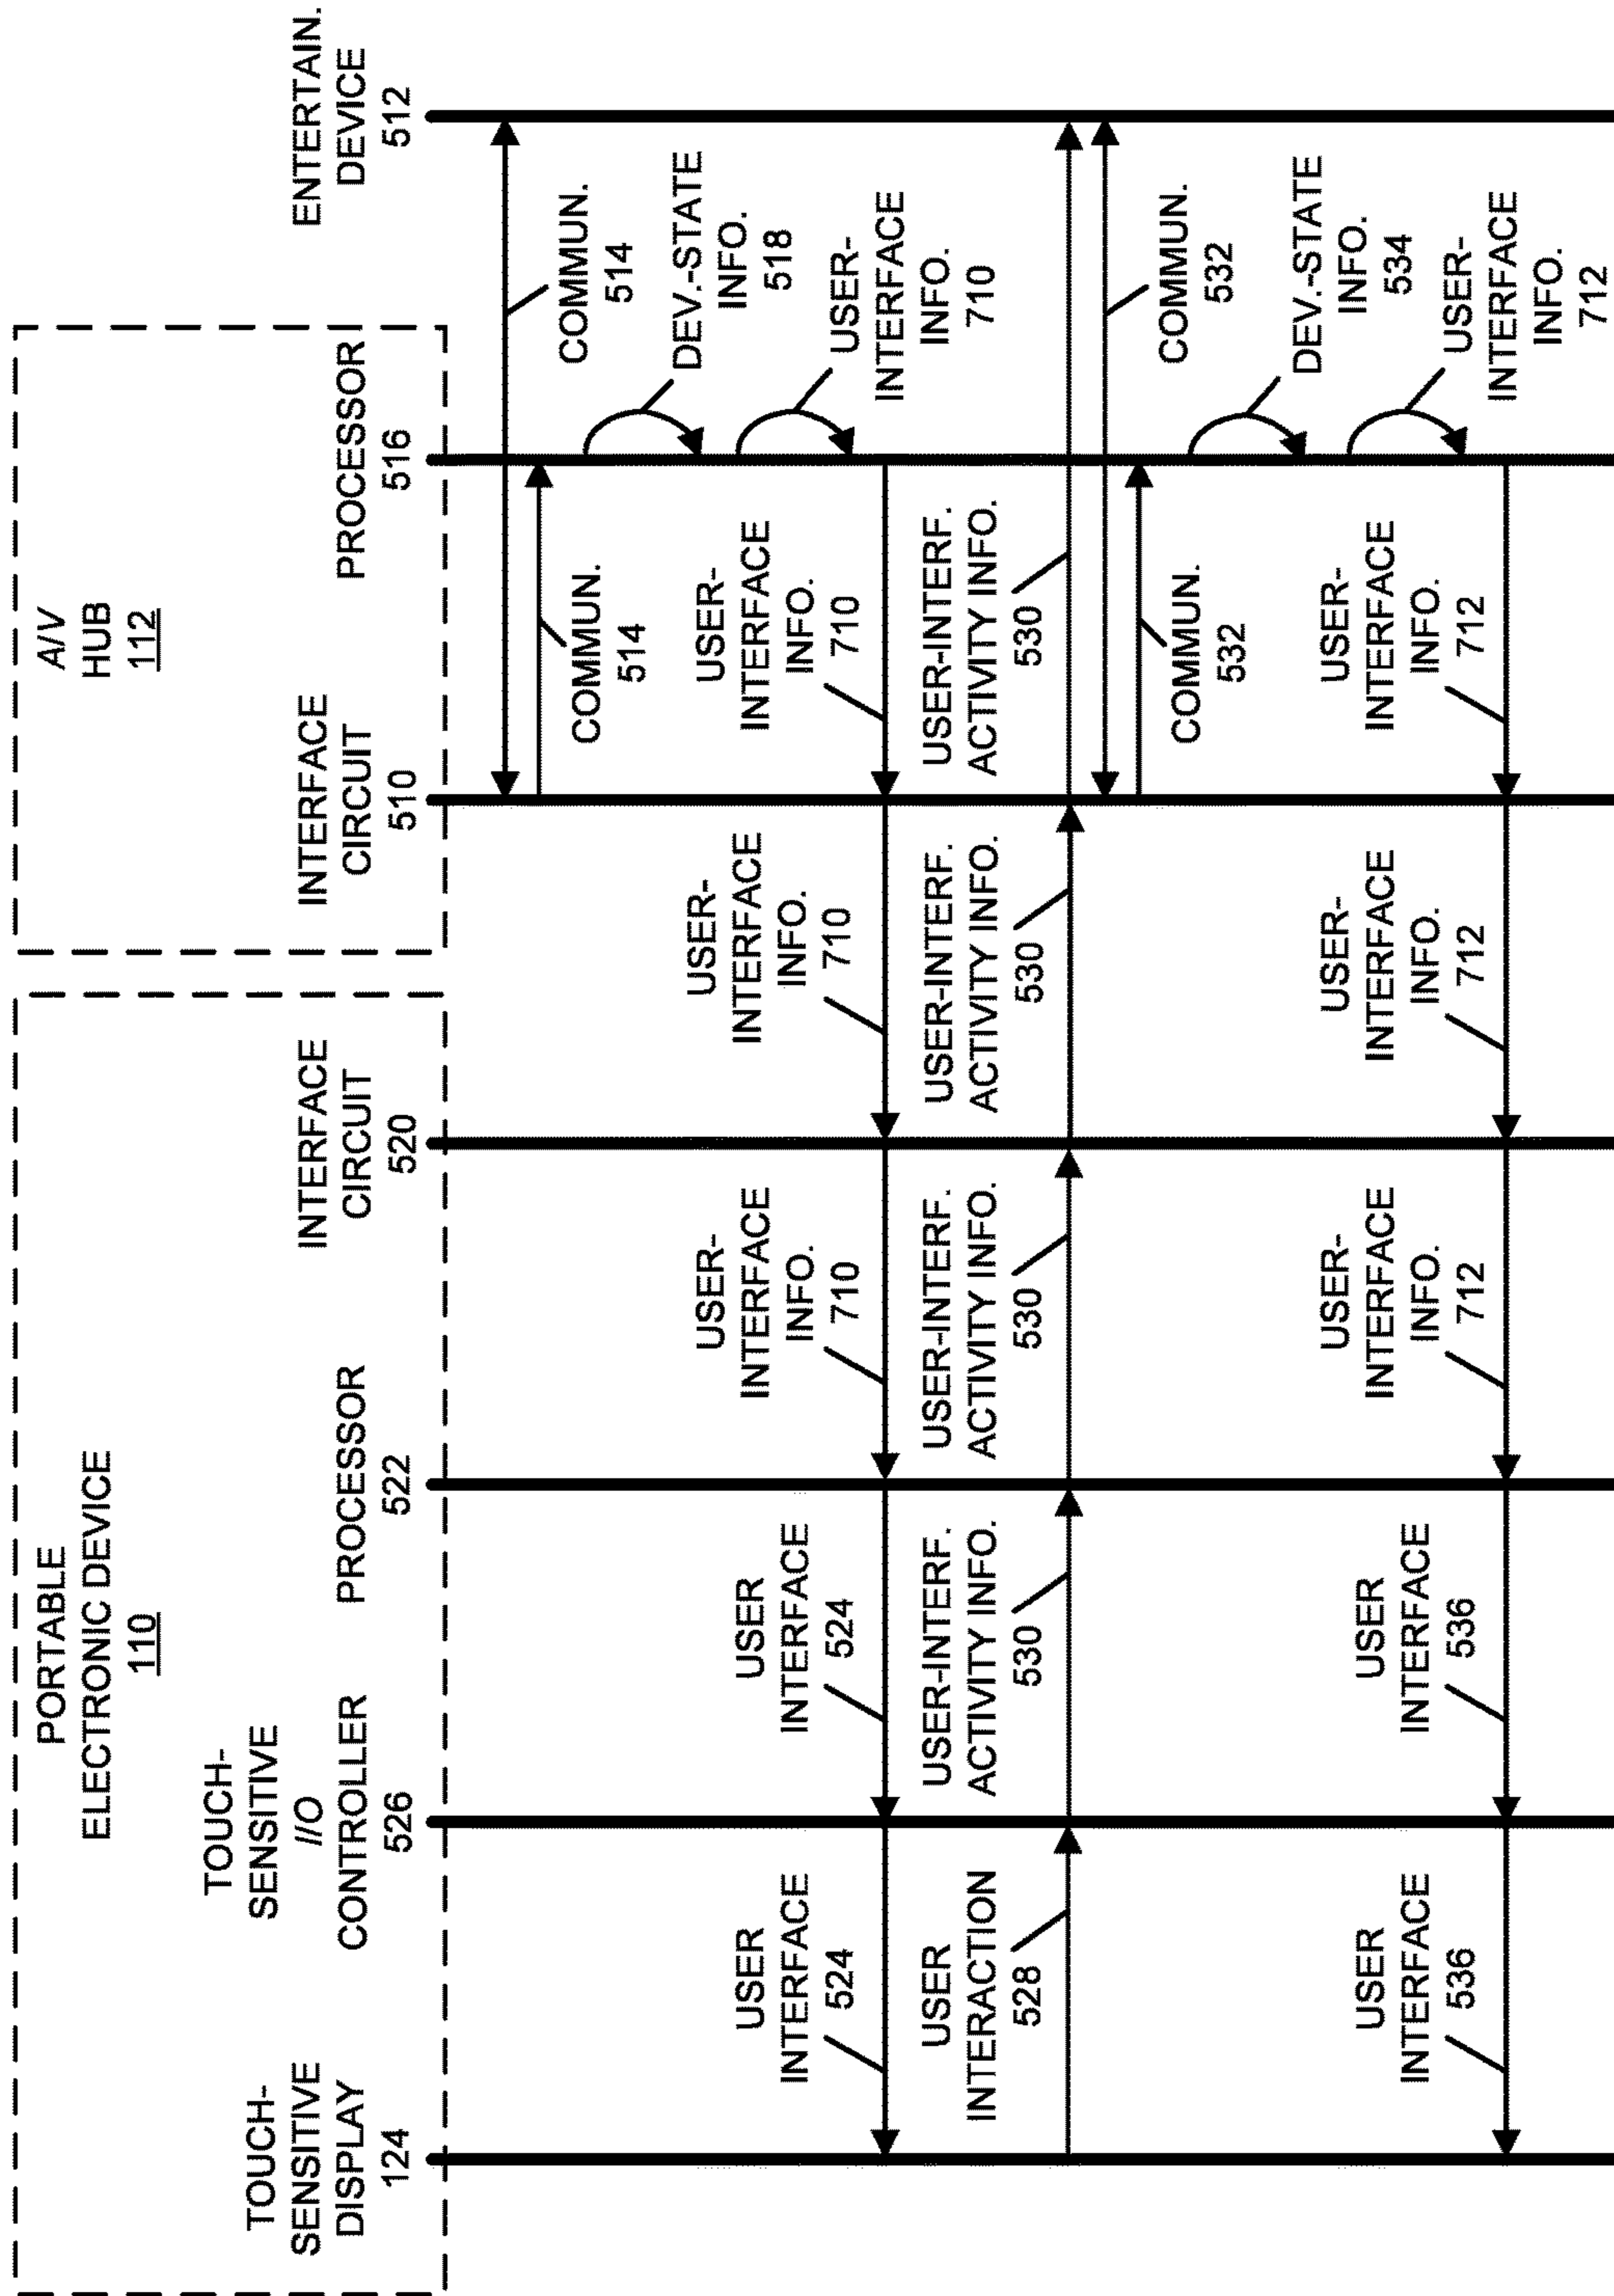 PORTABLE
ELECTRONIC DEVICE
110
A/V
HUB
112
TOUCH-
SENSITIVE
DISPLAY
124
TOUCH-
SENSITIVE
I/O
CONTROLLER
526
PROCESSOR
522
INTERFACE
CIRCUIT
520
INTERFACE
CIRCUIT
510
PROCESSOR
516
ENTERTAIN.
DEVICE
512
COMMUN.
514
COMMUN.
514
DEV.-STATE
INFO.
518
USER-
INTERFACE
INFO.
710
USER
INTERFACE
524
USER
INTERFACE
524
USER-
INTERFACE
INFO.
710
USER-
INTERFACE
INFO.
710
USER-
INTERFACE
INFO.
710
USER
INTERACTION
528
USER-INTERF.
ACTIVITY INFO.
530
USER-INTERF.
ACTIVITY INFO.
530
USER-INTERF.
ACTIVITY INFO.
530
USER-INTERF.
ACTIVITY INFO.
530
COMMUN.
532
COMMUN.
532
DEV.-STATE
INFO.
534
USER-
INTERFACE
INFO.
712
USER
INTERFACE
536
USER
INTERFACE
536
USER-
INTERFACE
INFO.
712
USER-
INTERFACE
INFO.
712
USER-
INTERFACE
INFO.
712